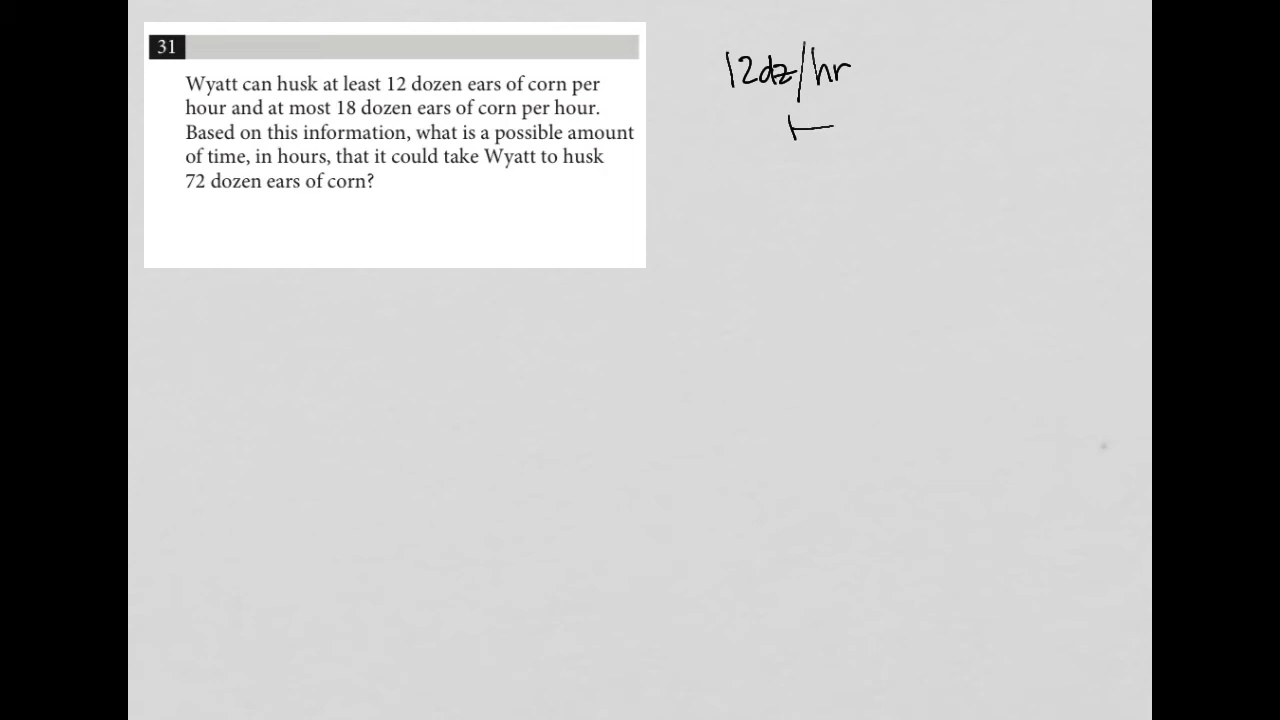 31
Wyatt can husk at least 12 dozen ears of corn per
hour and at most 18 dozen ears of corn per hour.
Based on this information, what is a possible amount
of time, in hours, that it could take Wyatt to husk
72 dozen ears of corn?
12dz/hr